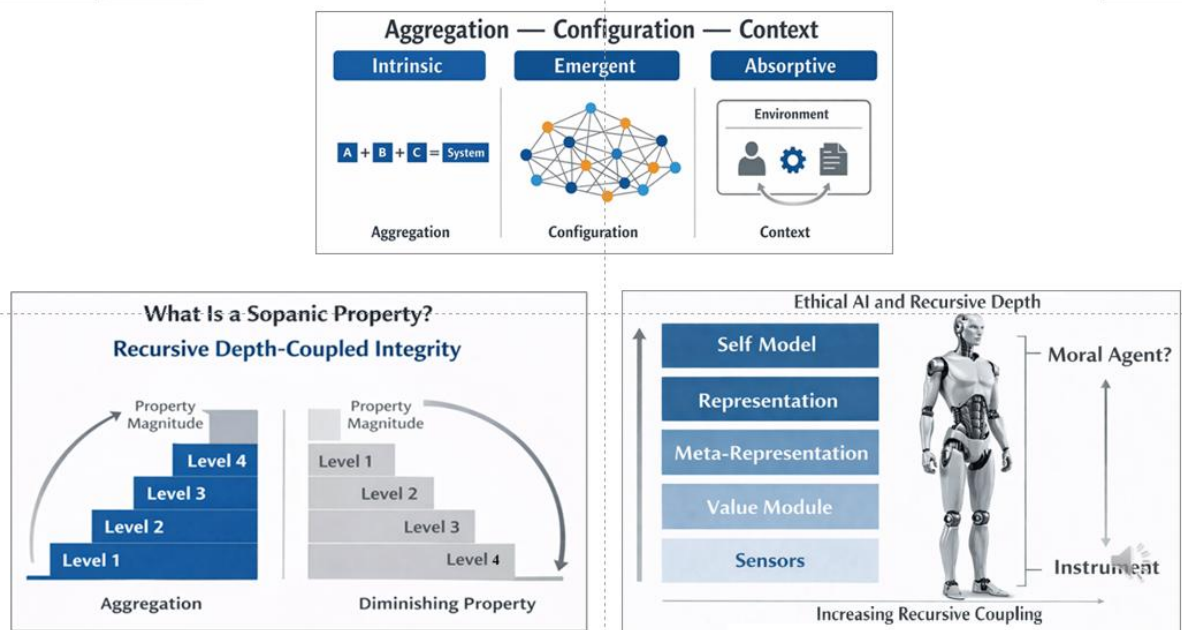 Aggregation — Configuration — Context
Intrinsic
Emergent
Absorptive
A + B + C = System
Environment
Aggregation
Configuration
Context
What Is a Sopanic Property?
Recursive Depth-Coupled Integrity
Property
Magnitude
Level 4
Level 3
Level 2
Level 1
Aggregation
Property
Magnitude
Level 1
Level 2
Level 3
Level 4
Diminishing Property
Ethical AI and Recursive Depth
Self Model
Representation
Meta-Representation
Value Module
Sensors
Moral Agent?
Instrument
Increasing Recursive Coupling